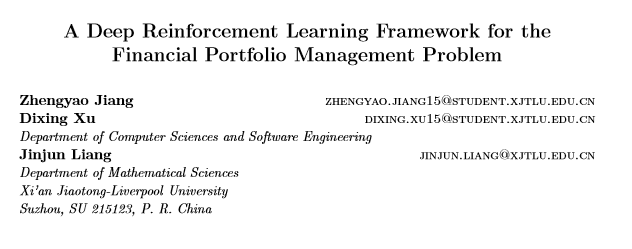 A Deep Reinforcement Learning Framework for the
Financial Portfolio Management Problem
Zhengyao Jiang zhengyao.jiang15@student.xjtlu.edu.cn
Dixing Xu dixing.xu15@student.xjtlu.edu.cn
Department of Computer Sciences and Software Engineering
Jinjun Liang jinjun.liang@xjtlu.edu.cn
Department of Mathematical Sciences
Xi'an Jiaotong-Liverpool University
Suzhou, SU 215123, P. R. China